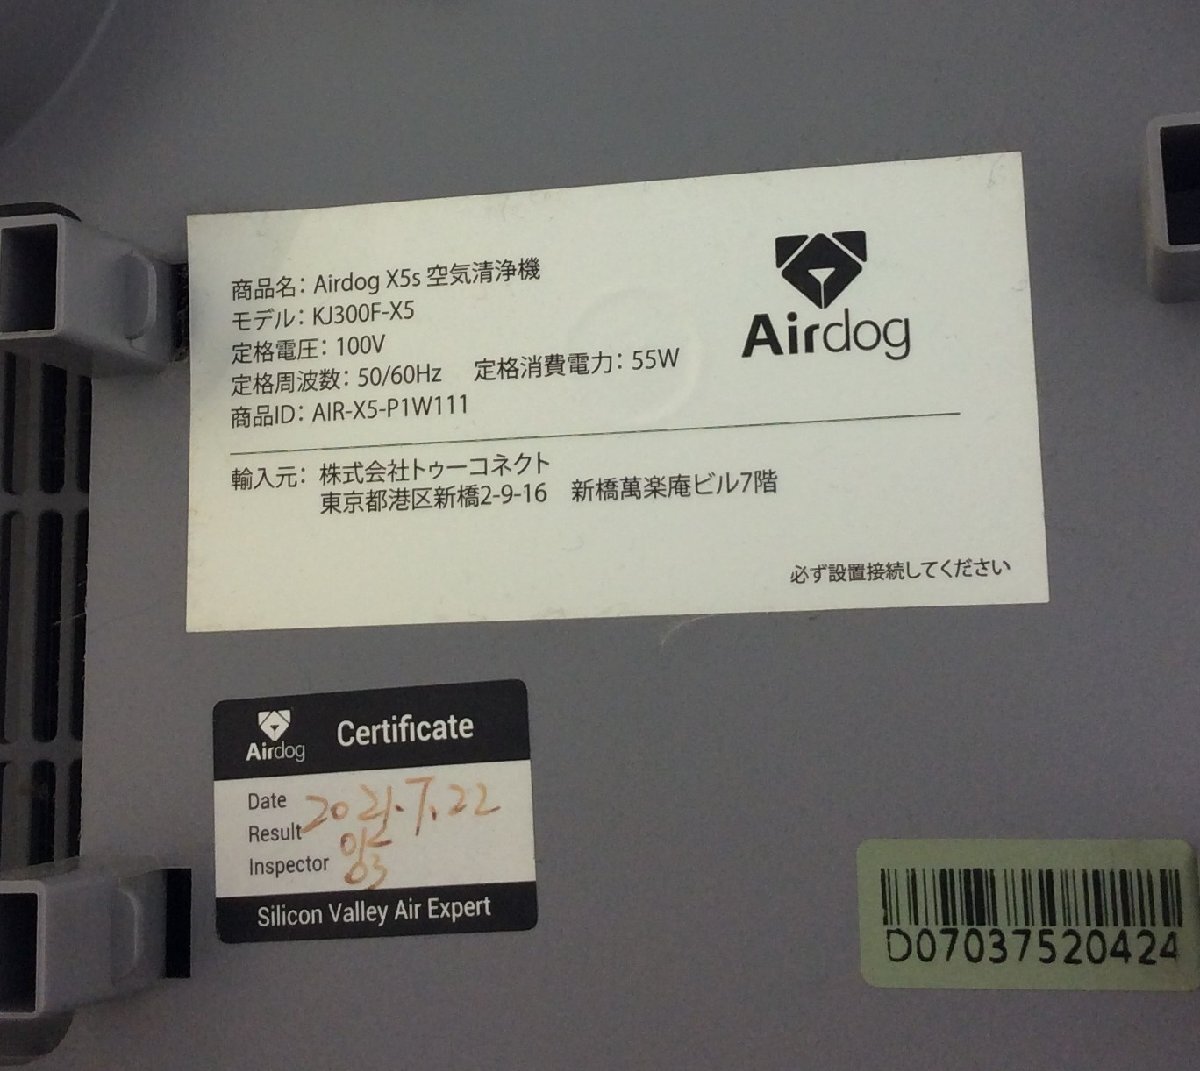 商品名：Airdog X5s 空気清浄機
モデル：KJ300F-X5
定格電圧：100V
定格周波数：50/60Hz 定格消費電力：55W
商品ID：AIR-X5-P1W111
Airdog
輸入元：株式会社トゥーコネクト
東京都港区新橋2-9-16 新橋萬楽庵ビル7階
必ず設置接続してください
Airdog Certificate
Date 2021.7.22
Result
Inspector 03
Silicon Valley Air Expert
D07037520424